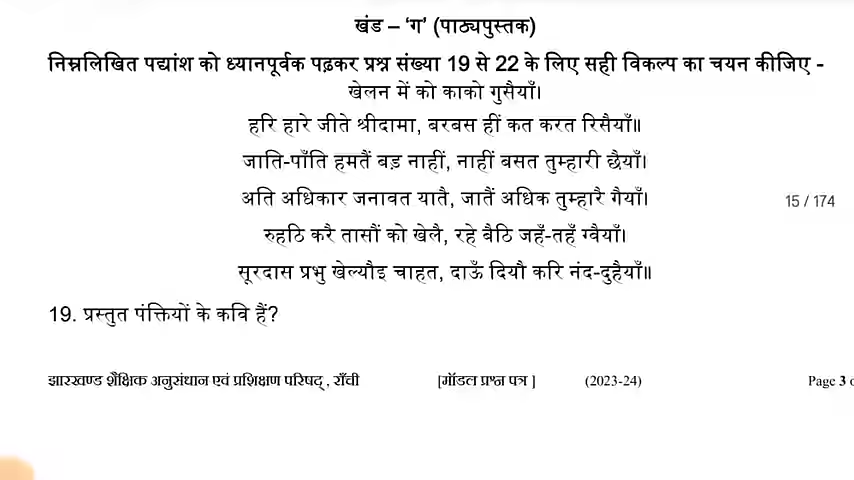 खंड – ‘ग’ (पाठ्यपुस्तक)
निम्नलिखित पद्यांश को ध्यानपूर्वक पढ़कर प्रश्न संख्या 19 से 22 के लिए सही विकल्प का चयन कीजिए -
खेलन में को काको गुसैयाँ।
हरि हारे जीते श्रीदामा, बरबस हीं कत करत रिसैयाँ॥
जाति-पाँति हमतैं बड़ नाहीं, नाहीं बसत तुम्हारी छैयाँ।
अति अधिकार जनावत यातै, जातैं अधिक तुम्हारै गैयाँ।
15 / 174
रुहठि करै तासौं को खेलै, रहे बैठि जहँ-तहँ ग्वैयाँ।
सूरदास प्रभु खेल्यौइ चाहत, दाऊँ दियौ करि नंद-दुहैयाँ॥
19. प्रस्तुत पंक्तियों के कवि हैं?
झारखण्ड शैक्षिक अनुसंधान एवं प्रशिक्षण परिषद् , राँची [मॉडल प्रश्न पत्र ] (2023-24) Page 3